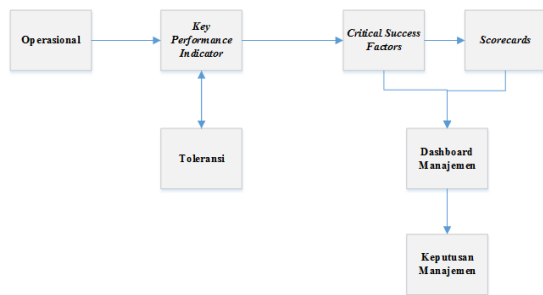 Operasional
Key
Performance
Indicator
Critical Success
Factors
Scorecards
Toleransi
Dashboard
Manajemen
Keputusan
Manajemen